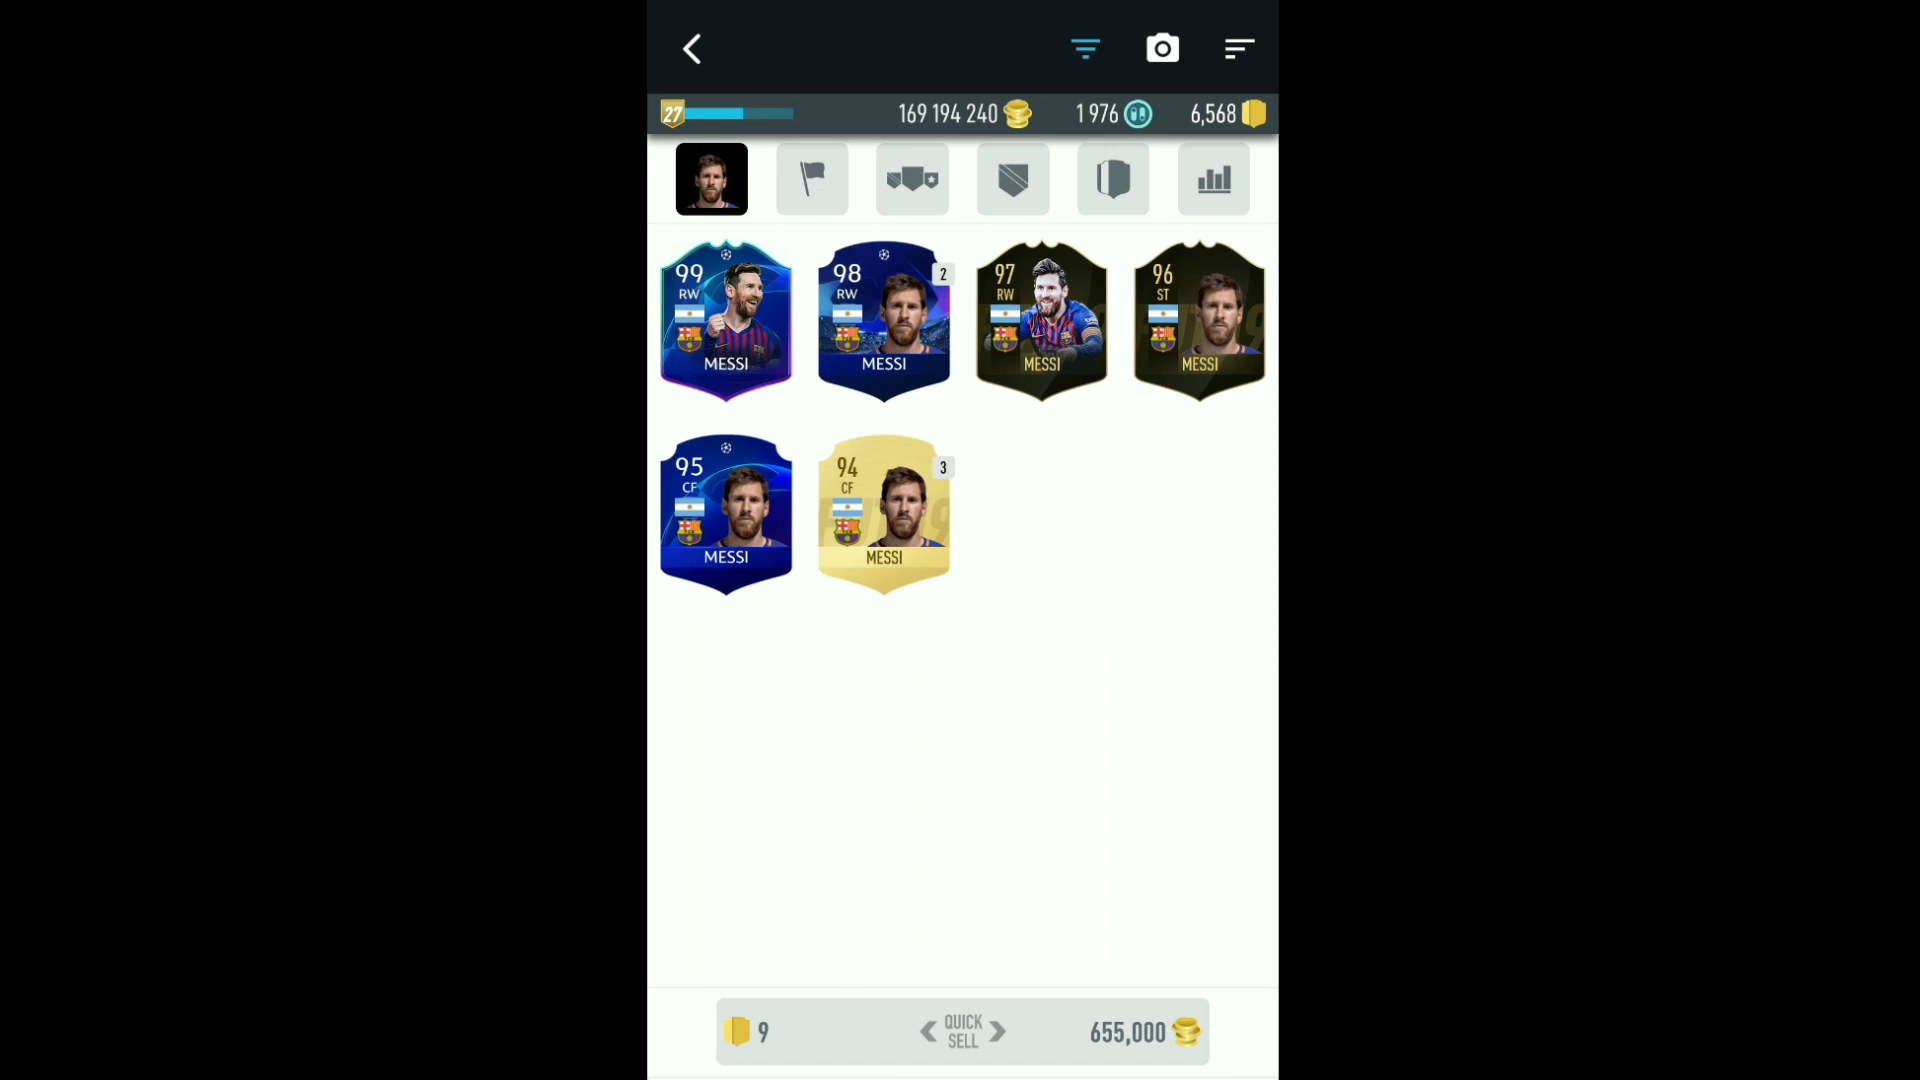 27 169 194 240 1 976 6,568
99 RW MESSI
98 RW MESSI 2
97 RW MESSI
96 ST MESSI
95 CF MESSI
94 CF MESSI 3
9 QUICK SELL 655,000